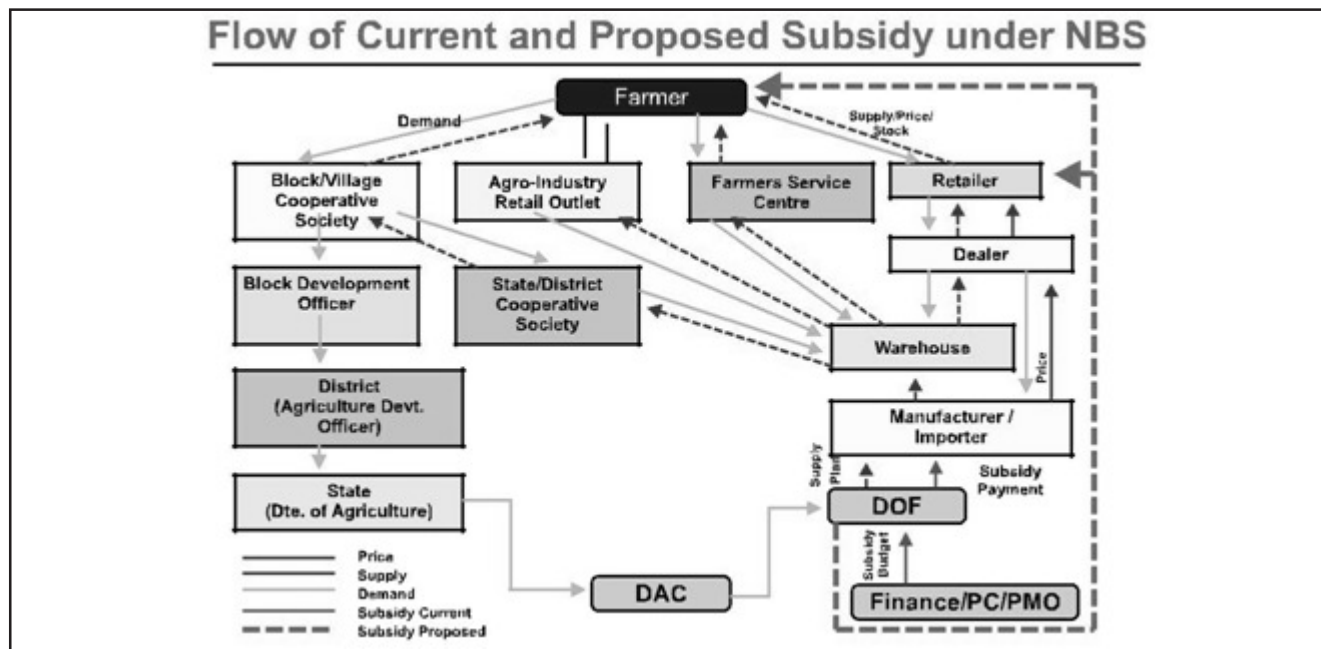 Flow of Current and Proposed Subsidy under NBS
Farmer
Demand
Supply/Price/
Stock
Block/Village
Cooperative
Society
Agro-Industry
Retail Outlet
Farmers Service
Centre
Retailer
Dealer
Block Development
Officer
State/District
Cooperative
Society
Warehouse
Price
District
(Agriculture Devt.
Officer)
Manufacturer /
Importer
Supply
Plan
Subsidy
Payment
State
(Dte. of Agriculture)
DOF
Subsidy
Budget
Price
Supply
Demand
Subsidy Current
Subsidy Proposed
DAC
Finance/PC/PMO